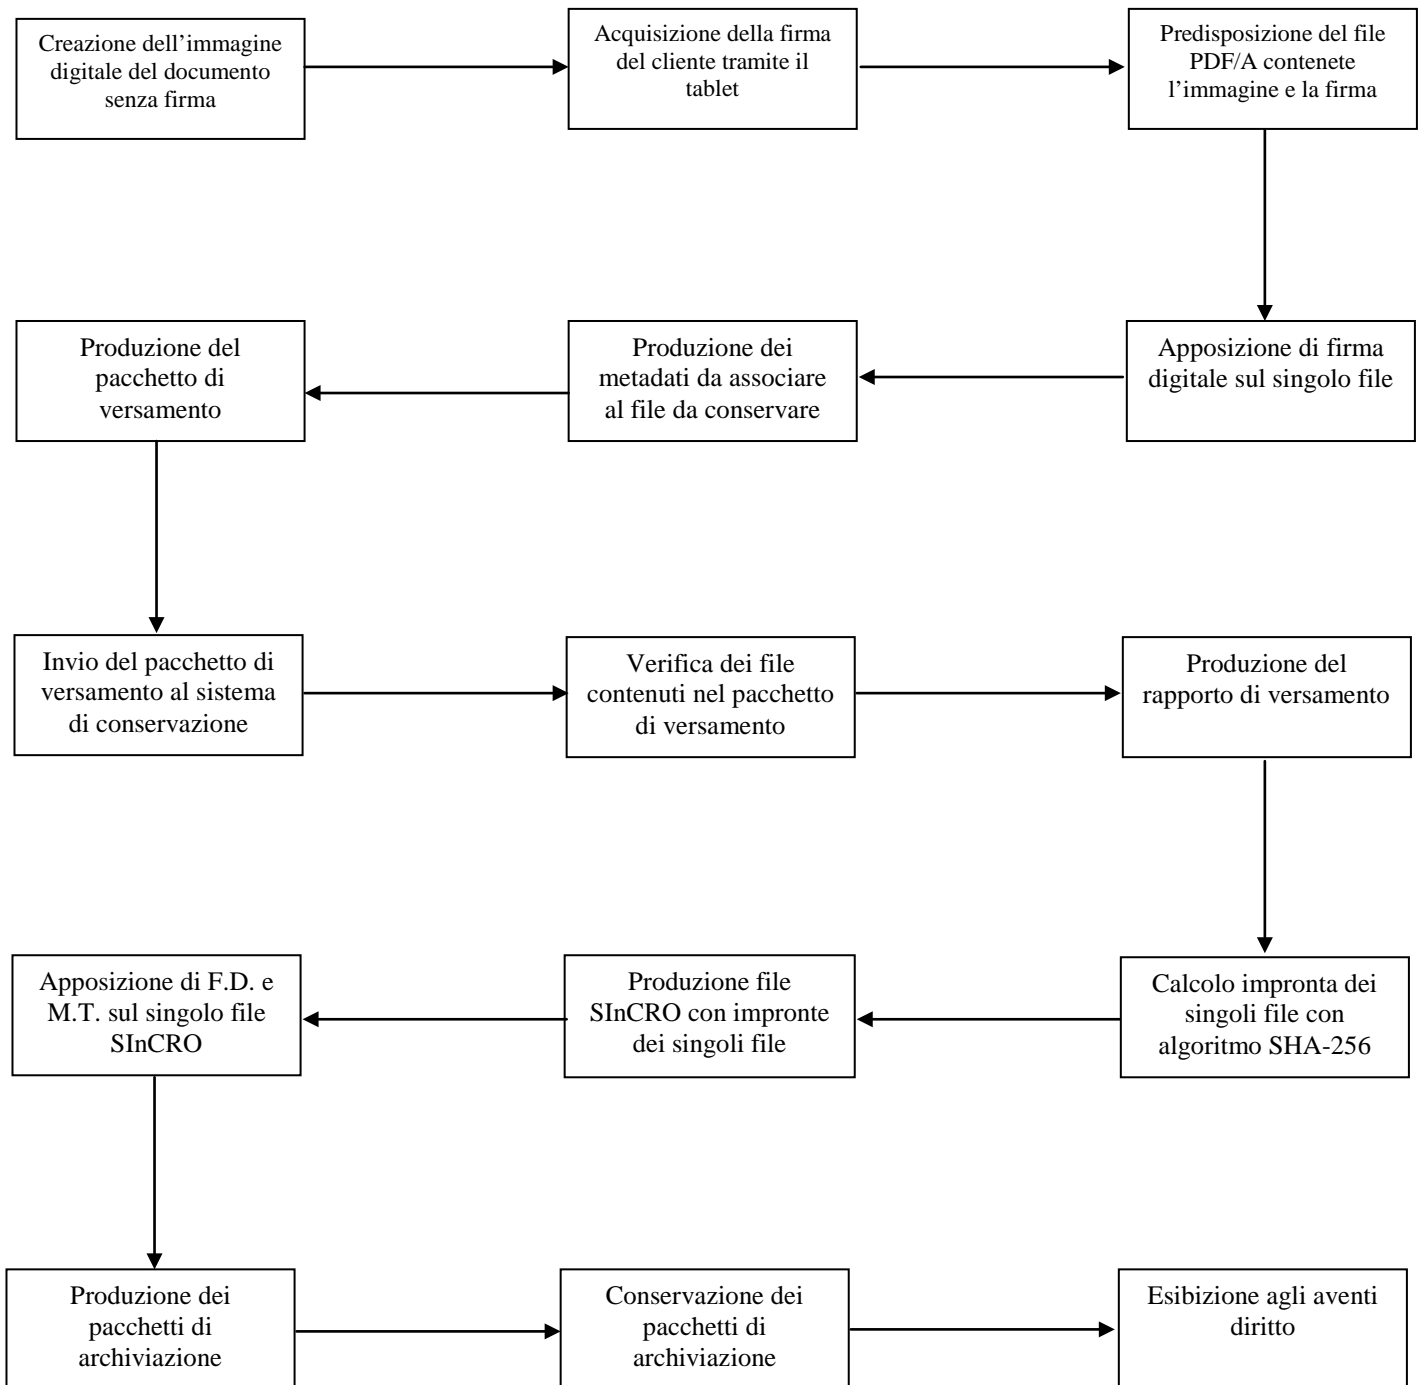 Creazione dell’immagine
digitale del documento
senza firma
Acquisizione della firma
del cliente tramite il
tablet
Predisposizione del file
PDF/A contenete
l’immagine e la firma
Apposizione di firma
digitale sul singolo file
Produzione dei
metadati da associare
al file da conservare
Produzione del
pacchetto di
versamento
Invio del pacchetto di
versamento al sistema
di conservazione
Verifica dei file
contenuti nel pacchetto
di versamento
Produzione del
rapporto di versamento
Calcolo impronta dei
singoli file con
algoritmo SHA-256
Produzione file
SInCRO con impronte
dei singoli file
Apposizione di F.D. e
M.T. sul singolo file
SInCRO
Produzione dei
pacchetti di
archiviazione
Conservazione dei
pacchetti di
archiviazione
Esibizione agli aventi
diritto